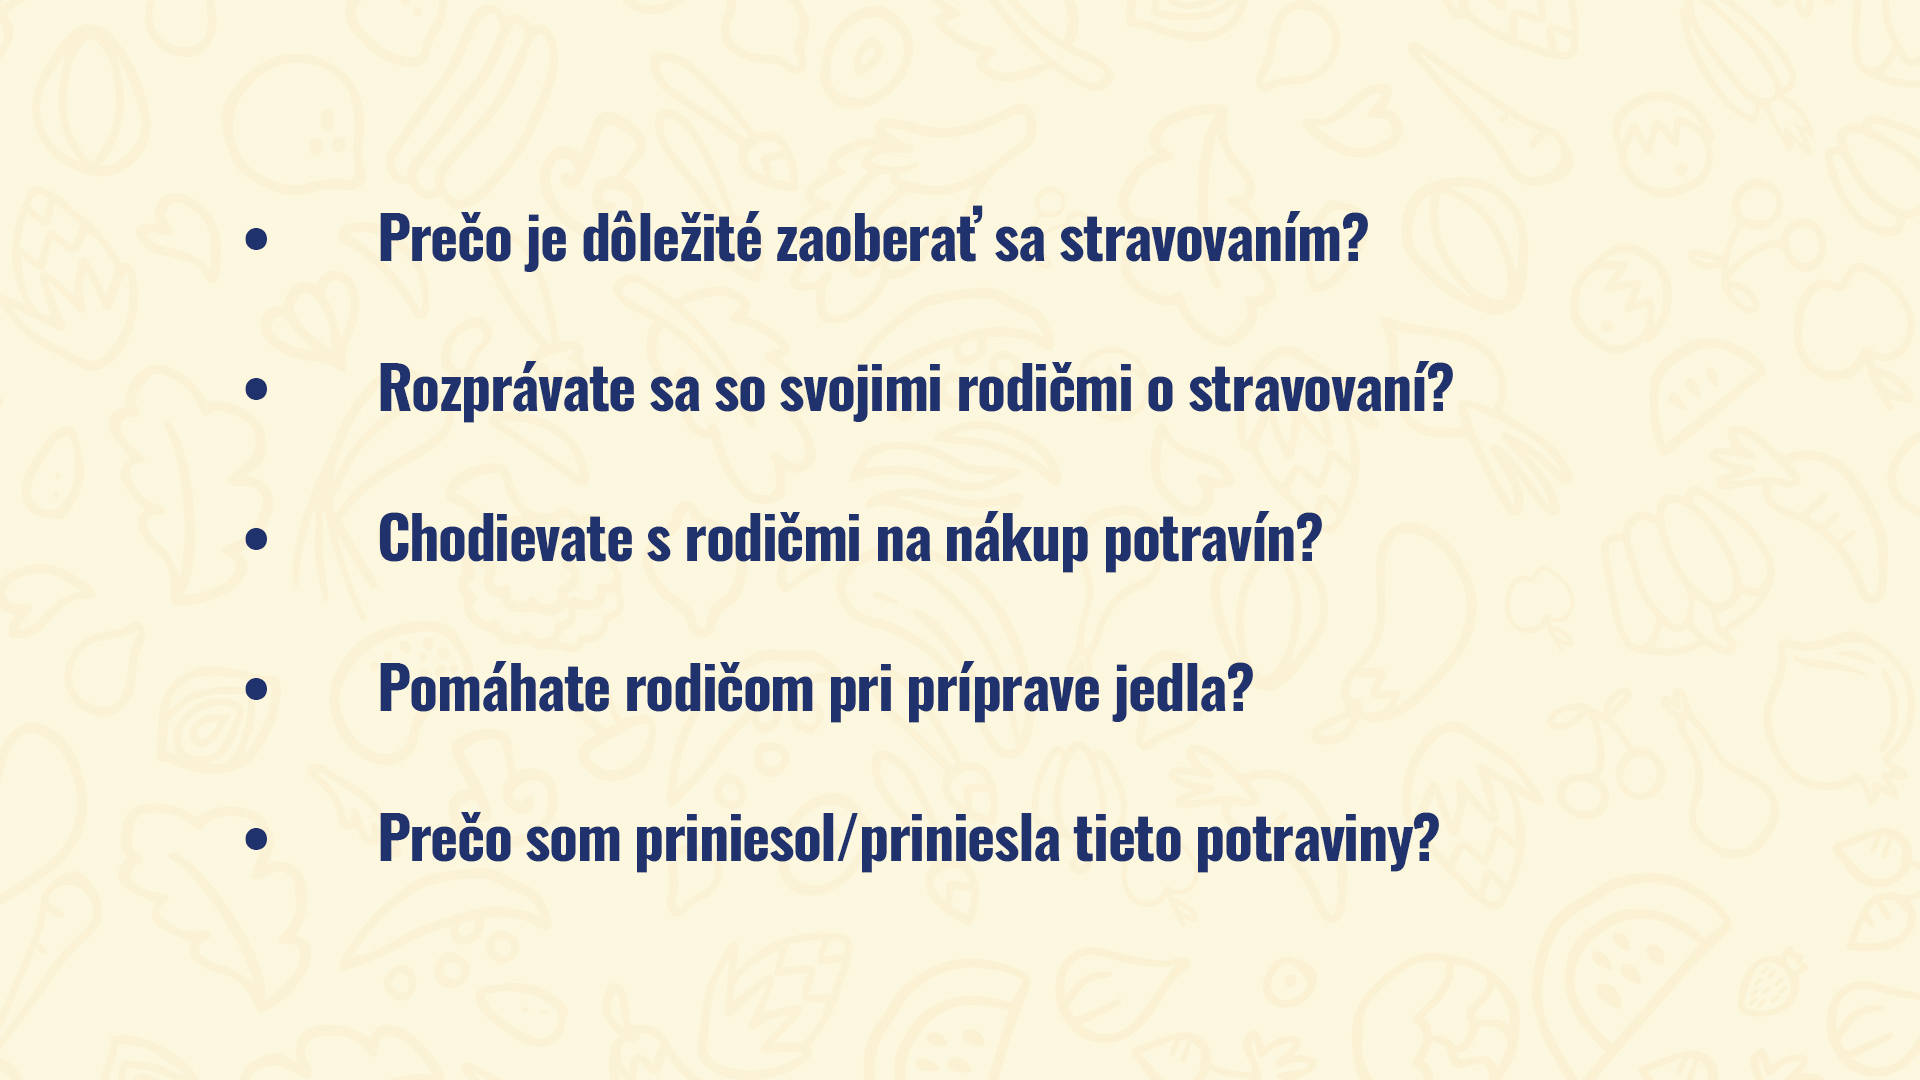 • Prečo je dôležité zaoberať sa stravovaním?
• Rozprávate sa so svojimi rodičmi o stravovaní?
• Chodievate s rodičmi na nákup potravín?
• Pomáhate rodičom pri príprave jedla?
• Prečo som priniesol/priniesla tieto potraviny?